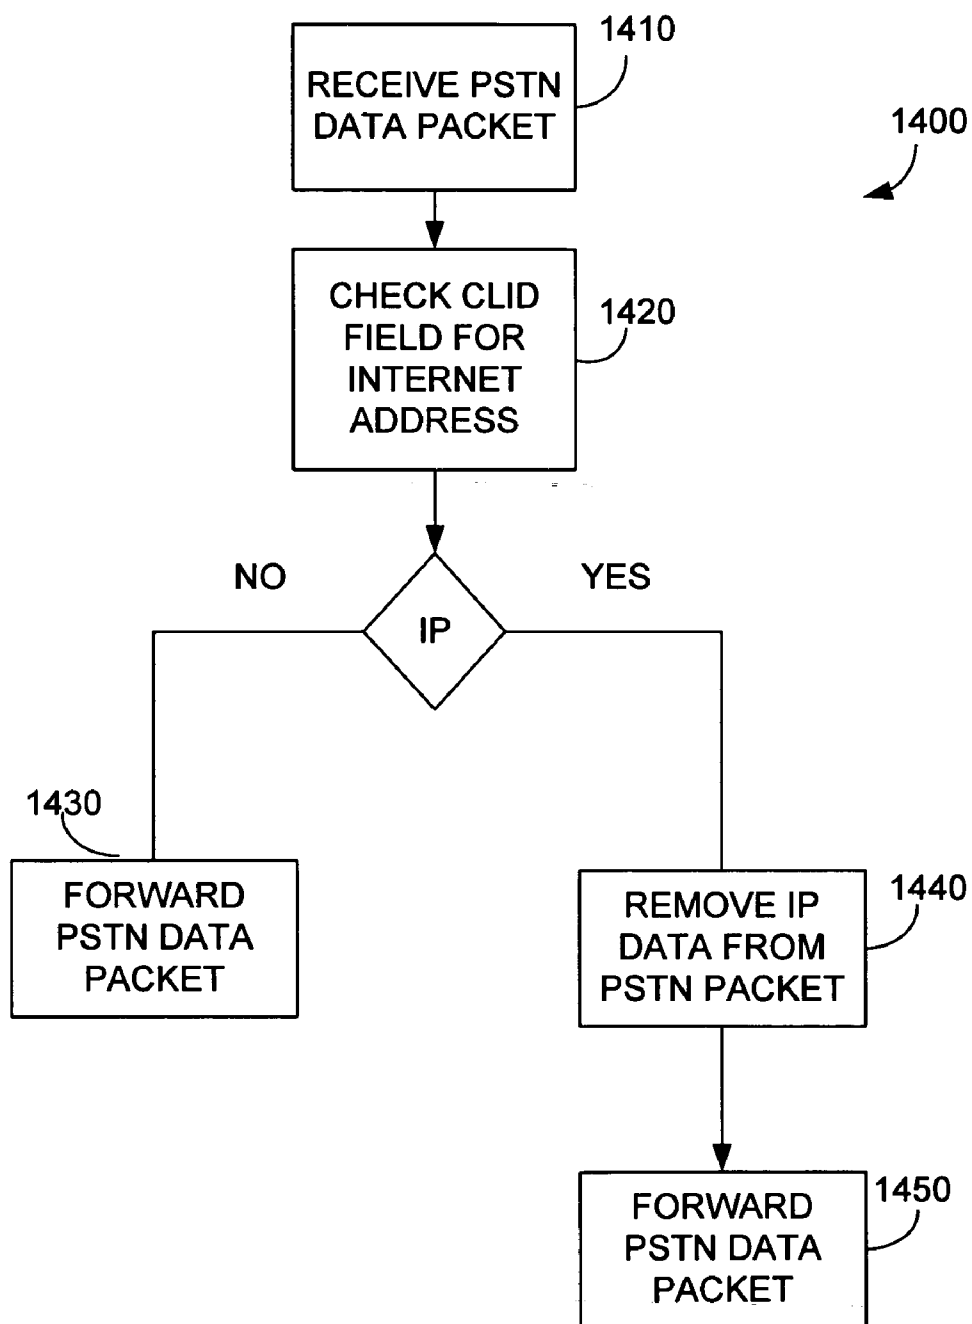 1410
RECEIVE PSTN
DATA PACKET
1400
CHECK CLID
FIELD FOR
INTERNET
ADDRESS
1420
NO
YES
IP
1430
FORWARD
PSTN DATA
PACKET
REMOVE IP
DATA FROM
PSTN PACKET
1440
FORWARD
PSTN DATA
PACKET
1450